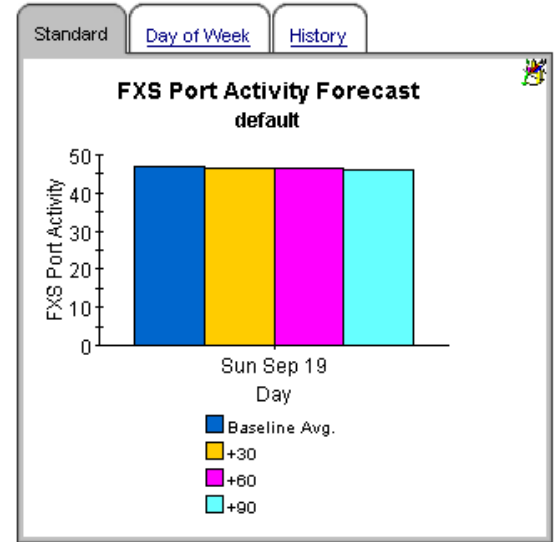 Standard Day of Week History
FXS Port Activity Forecast
default
FXS Port Activity
50
40
30
20
10
0
Sun Sep 19
Day
Baseline Avg.
+30
+60
+90